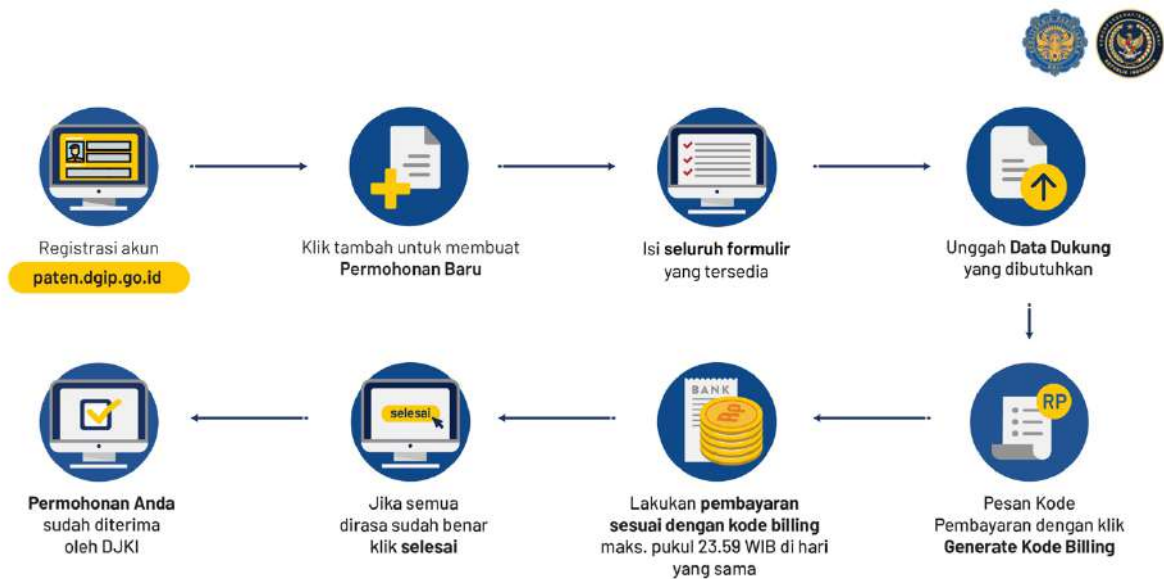 Registrasi akun
paten.dgip.go.id
Klik tambah untuk membuat
Permohonan Baru
Isi seluruh formulir
yang tersedia
Unggah Data Dukung
yang dibutuhkan
RP
Pesan Kode
Pembayaran dengan klik
Generate Kode Billing
BANK
Rp
Lakukan pembayaran
sesuai dengan kode billing
maks. pukul 23.59 WIB di hari
yang sama
selesai
Jika semua
dirasa sudah benar
klik selesai
Permohonan Anda
sudah diterima
oleh DJKI